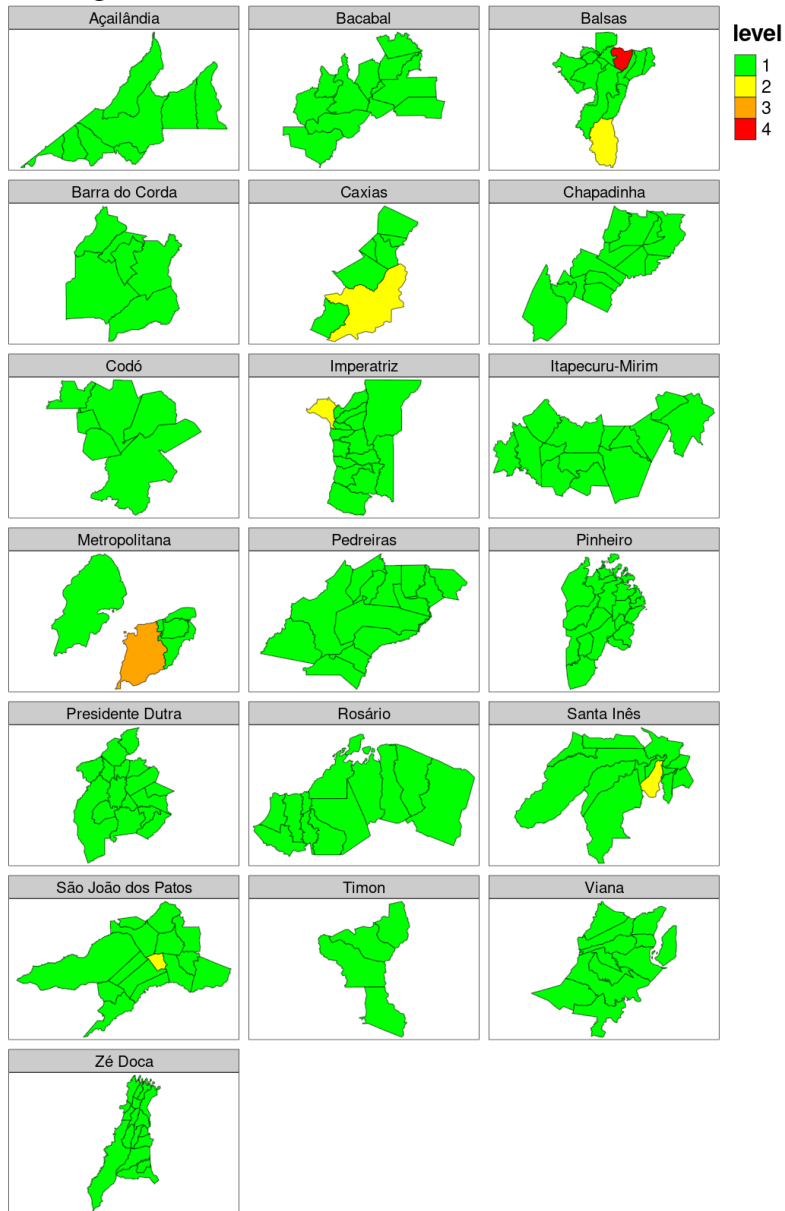 Açailândia
Bacabal
Balsas
level
1
2
3
4
Barra do Corda
Caxias
Chapadinha
Codó
Imperatriz
Itapecuru-Mirim
Metropolitana
Pedreiras
Pinheiro
Presidente Dutra
Rosário
Santa Inês
São João dos Patos
Timon
Viana
Zé Doca